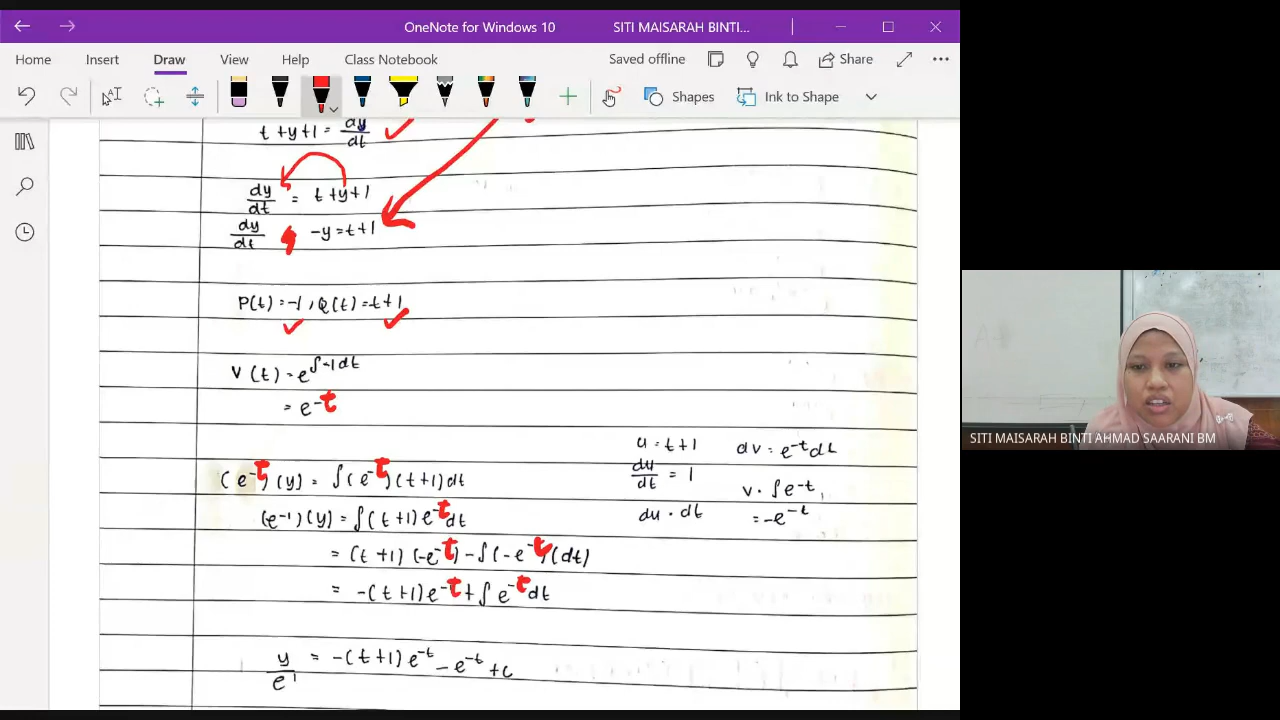 OneNote for Windows 10
SITI MAISARAH BINTI...
Home Insert Draw View Help Class Notebook
Saved offline
Share
Shapes
Ink to Shape
t + y + 1 = dy/dt
dy/dt = t + y + 1
dy/dt - y = t + 1
P(t) = -1, Q(t) = t + 1
V(t) = e^∫-1dt
= e^-t
(e^-t)(y) = ∫(e^-t)(t+1)dt
(e^-1)(y) = ∫(t+1)e^-t dt
= (t+1)(-e^-t) - ∫(-e^-t)(dt)
= -(t+1)e^-t + ∫e^-t dt
y/e^1 = -(t+1)e^-t - e^-t + c
u = t+1
du/dt = 1
du = dt
dv = e^-t dt
v = ∫e^-t
= -e^-t
SITI MAISARAH BINTI AHMAD SAARANI BM